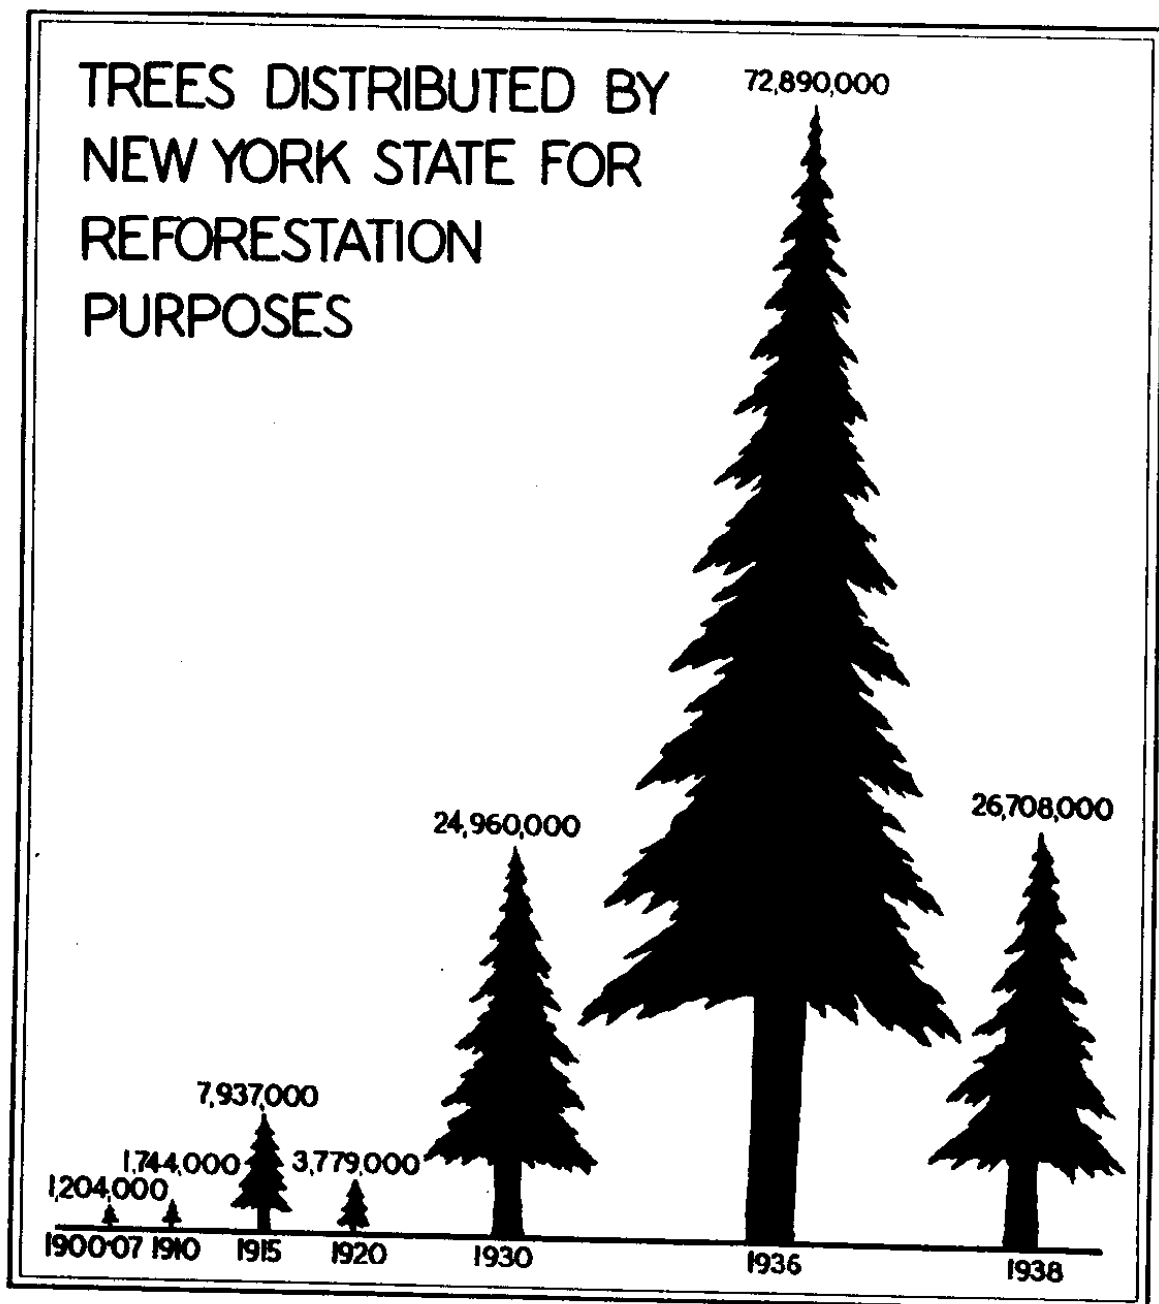 TREES DISTRIBUTED BY
NEW YORK STATE FOR
REFORESTATION
PURPOSES
72,890,000
24,960,000
26,708,000
7,937,000
1,744,000
3,779,000
1,204,000
1900-07 1910 1915 1920 1930 1936 1938